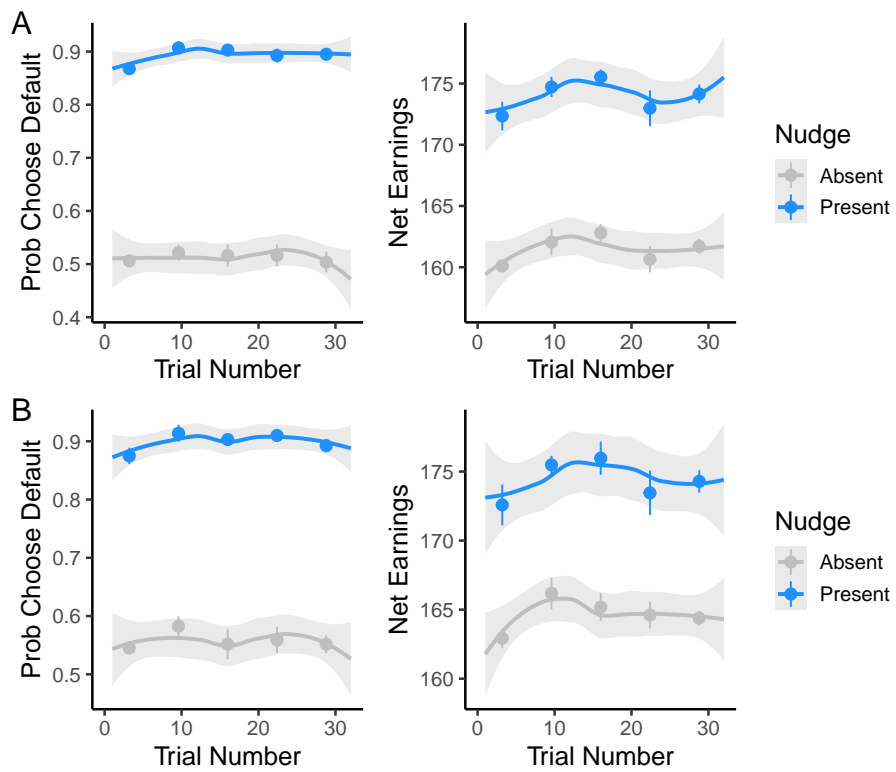 A
Prob Choose Default
0.9
0.8
0.7
0.6
0.5
0.4
0
10
20
30
Trial Number
Net Earnings
175
170
165
160
0
10
20
30
Trial Number
Nudge
Absent
Present
B
Prob Choose Default
0.9
0.8
0.7
0.6
0.5
0
10
20
30
Trial Number
Net Earnings
175
170
165
160
0
10
20
30
Trial Number
Nudge
Absent
Present